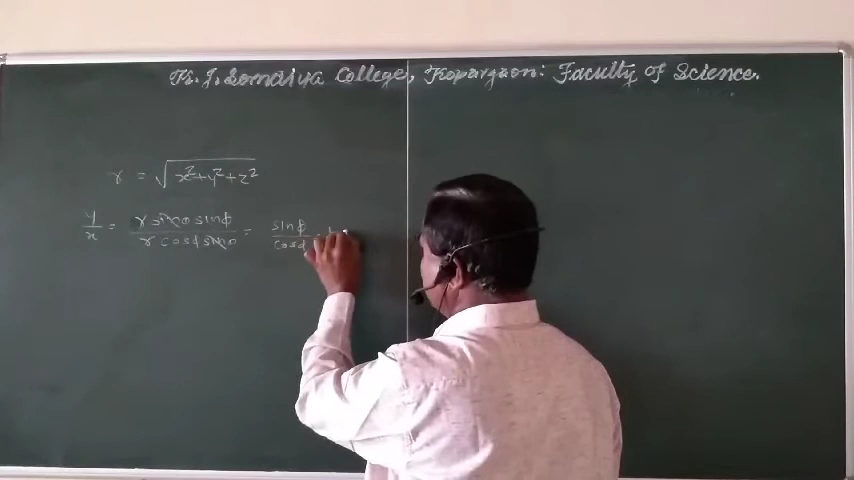 K. J. Somaiya College, Kopargaon: Faculty of Science.
r = √x²+y²+z²
y/x = r sinθ sinϕ / r cosϕ sinθ = sinϕ / cosϕ =